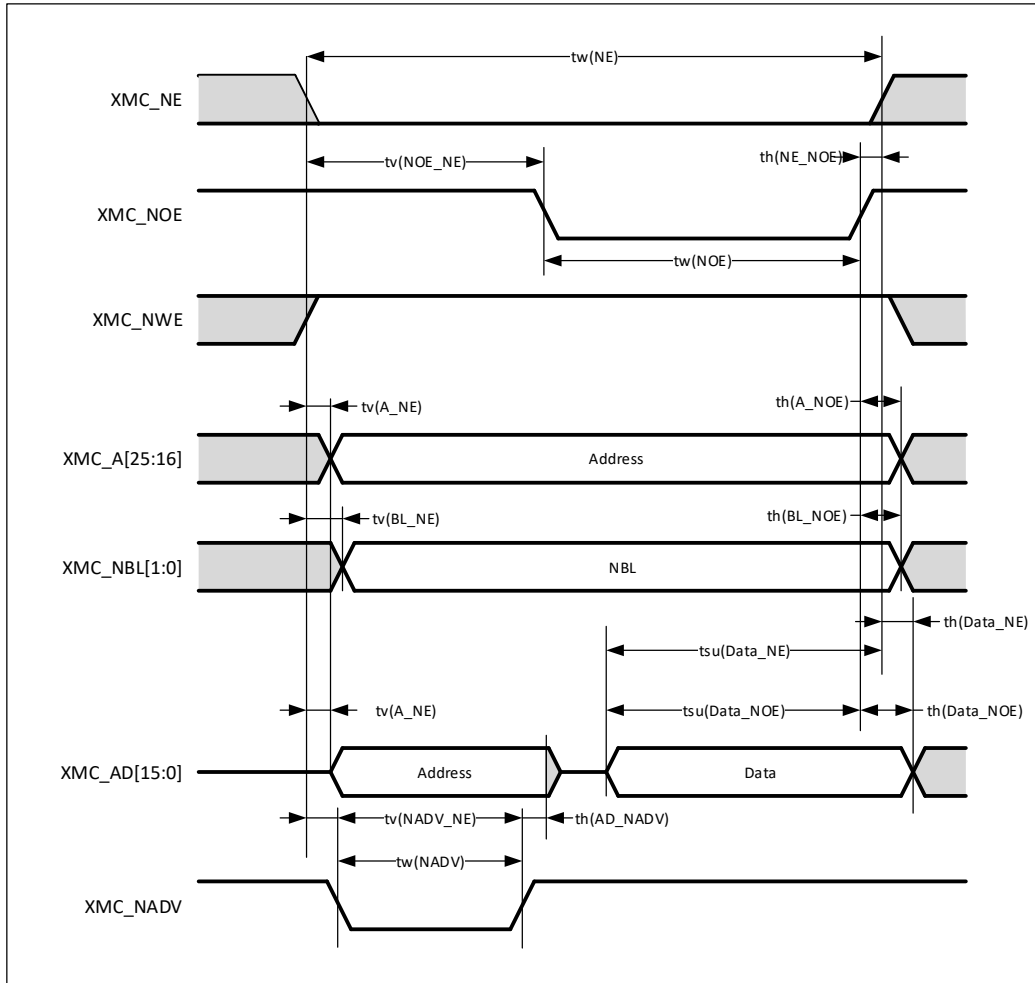 tw(NE)
XMC_NE
tv(NOE_NE)
th(NE_NOE)
XMC_NOE
tw(NOE)
XMC_NWE
tv(A_NE)
th(A_NOE)
XMC_A[25:16]
Address
tv(BL_NE)
th(BL_NOE)
XMC_NBL[1:0]
NBL
th(Data_NE)
tsu(Data_NE)
tv(A_NE)
tsu(Data_NOE)
th(Data_NOE)
XMC_AD[15:0]
Address
Data
tv(NADV_NE)
th(AD_NADV)
tw(NADV)
XMC_NADV